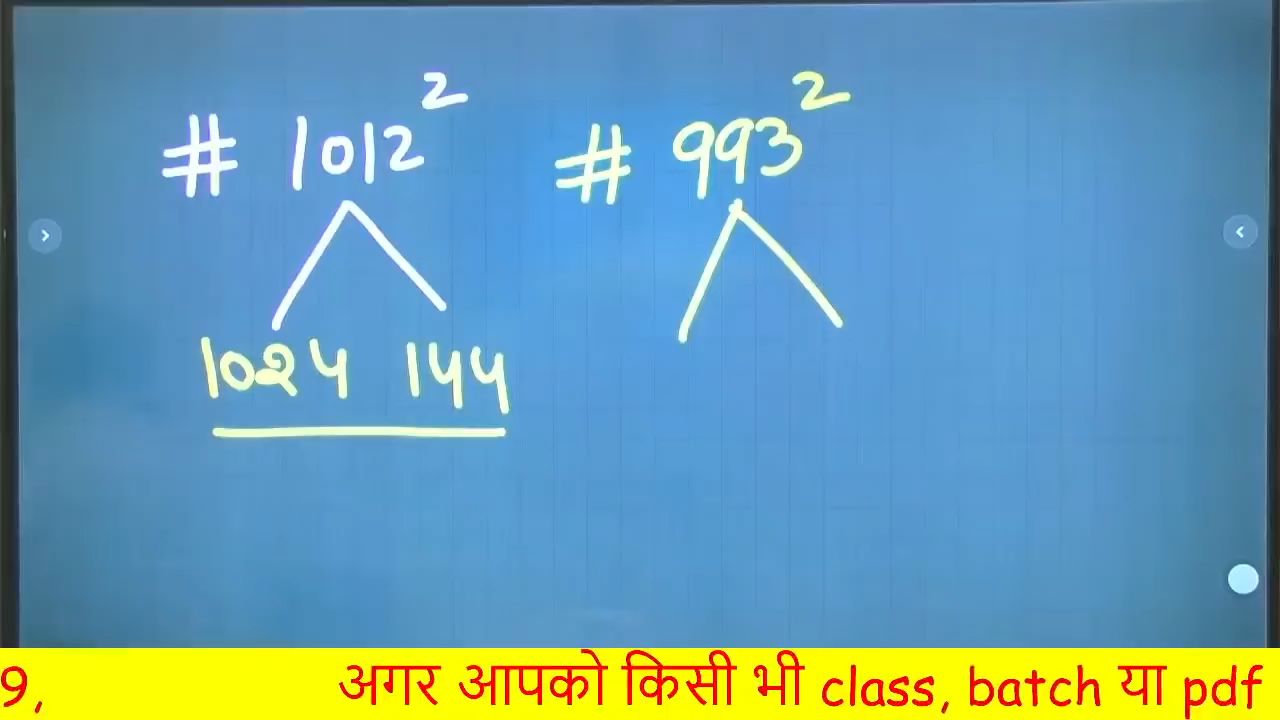 # 1012² # 993²
1024 144
9, अगर आपको किसी भी class, batch या pdf